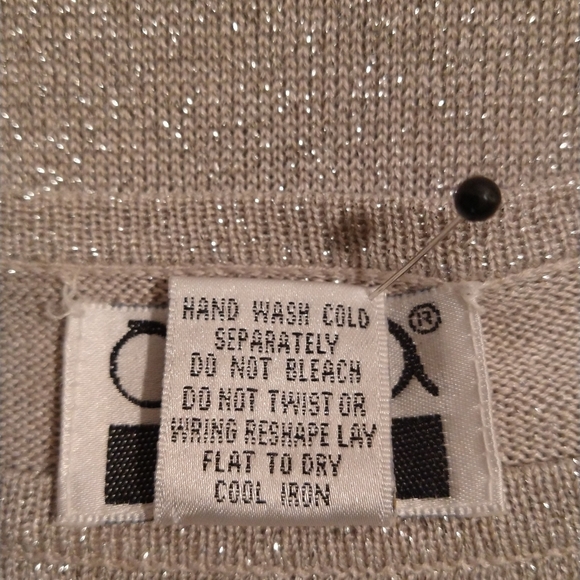 HAND WASH COLD
SEPARATELY
DO NOT BLEACH
DO NOT TWIST OR
WRING RESHAPE LAY
FLAT TO DRY
COOL IRON
®